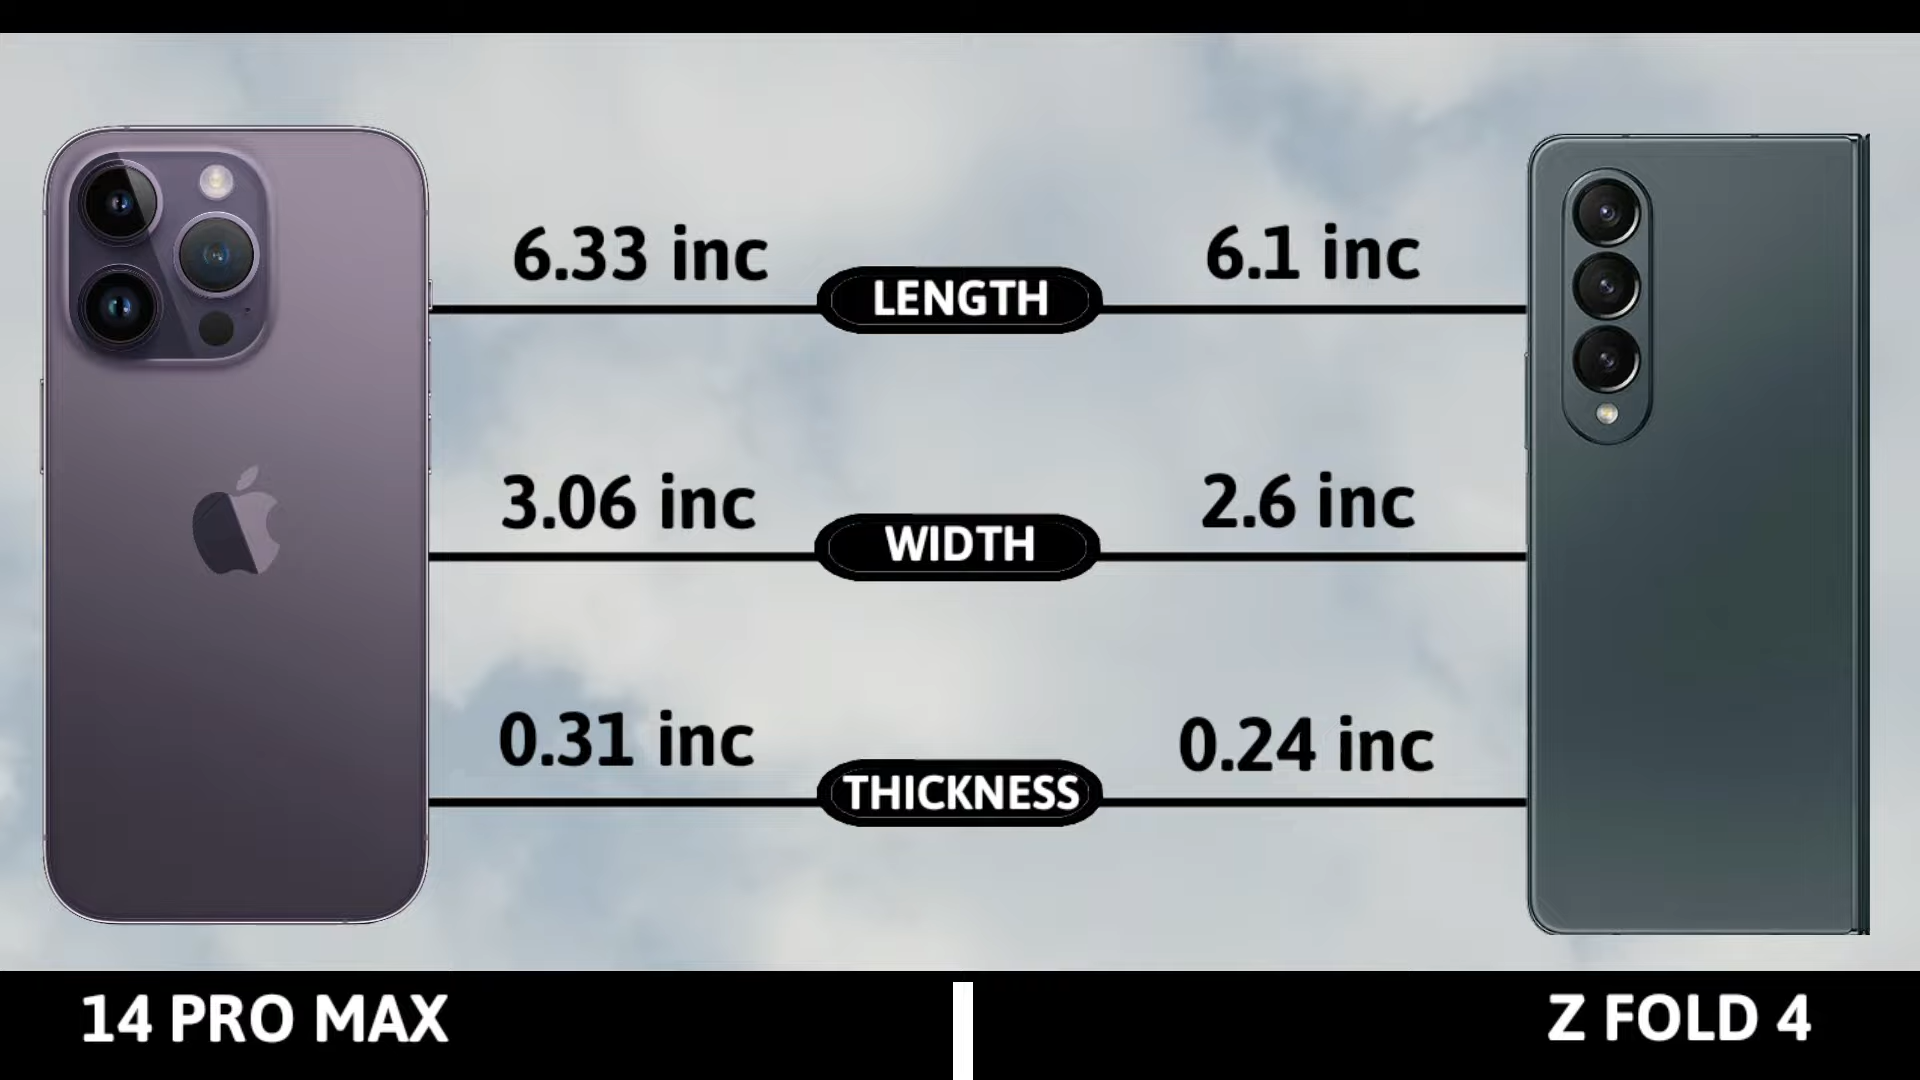 6.33 inc
LENGTH
6.1 inc
3.06 inc
WIDTH
2.6 inc
0.31 inc
THICKNESS
0.24 inc
14 PRO MAX
Z FOLD 4